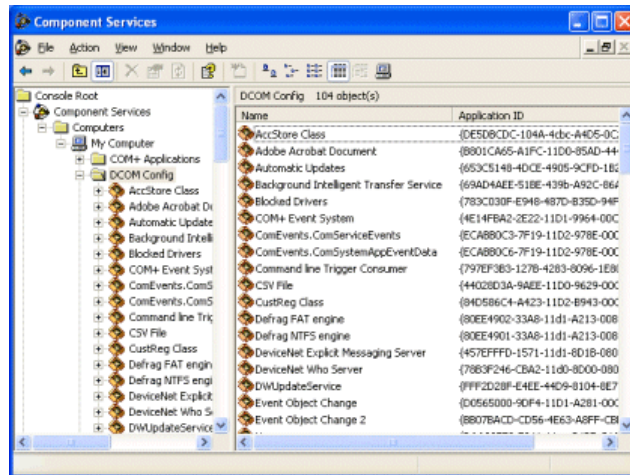 Component Services
File Action View Window Help
Console Root
Component Services
Computers
My Computer
COM+ Applications
DCOM Config
AccStore Class
Adobe Acrobat D
Automatic Update
Background Intelli
Blocked Drivers
COM+ Event Syst
ComEvents.ComS
ComEvents.ComS
Command line Trig
CSV File
CustReg Class
Defrag FAT engin
Defrag NTFS engi
DeviceNet Explicit
DeviceNet Who S
DWUpdateService
DCOM Config 104 object(s)
Name Application ID
AccStore Class {DE5DBCDC-104A-4cbc-A4D5-0C
Adobe Acrobat Document {B801CA65-A1FC-11D0-85AD-44
Automatic Updates {653C5148-4DCE-4905-9CFD-1B2
Background Intelligent Transfer Service {69AD4AEE-51BE-439b-A92C-86A
Blocked Drivers {783C030F-E948-487D-B35D-94F
COM+ Event System {4E14FBA2-2E22-11D1-9964-00C
ComEvents.ComServiceEvents {ECABB0C3-7F19-11D2-978E-00C
ComEvents.ComSystemAppEventData {ECABB0C6-7F19-11D2-978E-00C
Command line Trigger Consumer {797EF3B3-127B-4283-8096-1E8
CSV File {44028D3A-9AEE-11D0-9629-00C
CustReg Class {84D586C4-A423-11D2-B943-00C
Defrag FAT engine {80EE4902-33A8-11d1-A213-008
Defrag NTFS engine {80EE4901-33A8-11d1-A213-008
DeviceNet Explicit Messaging Server {457EFFFD-1571-11d1-8D18-080
DeviceNet Who Server {78B3F246-CBA2-11d0-8D00-080
DWUpdateService {FFF2D28F-E4EE-44D9-8104-8E7
Event Object Change {D0565000-9DF4-11D1-A281-00C
Event Object Change 2 {BB07BACD-CD56-4E63-A8FF-CBI